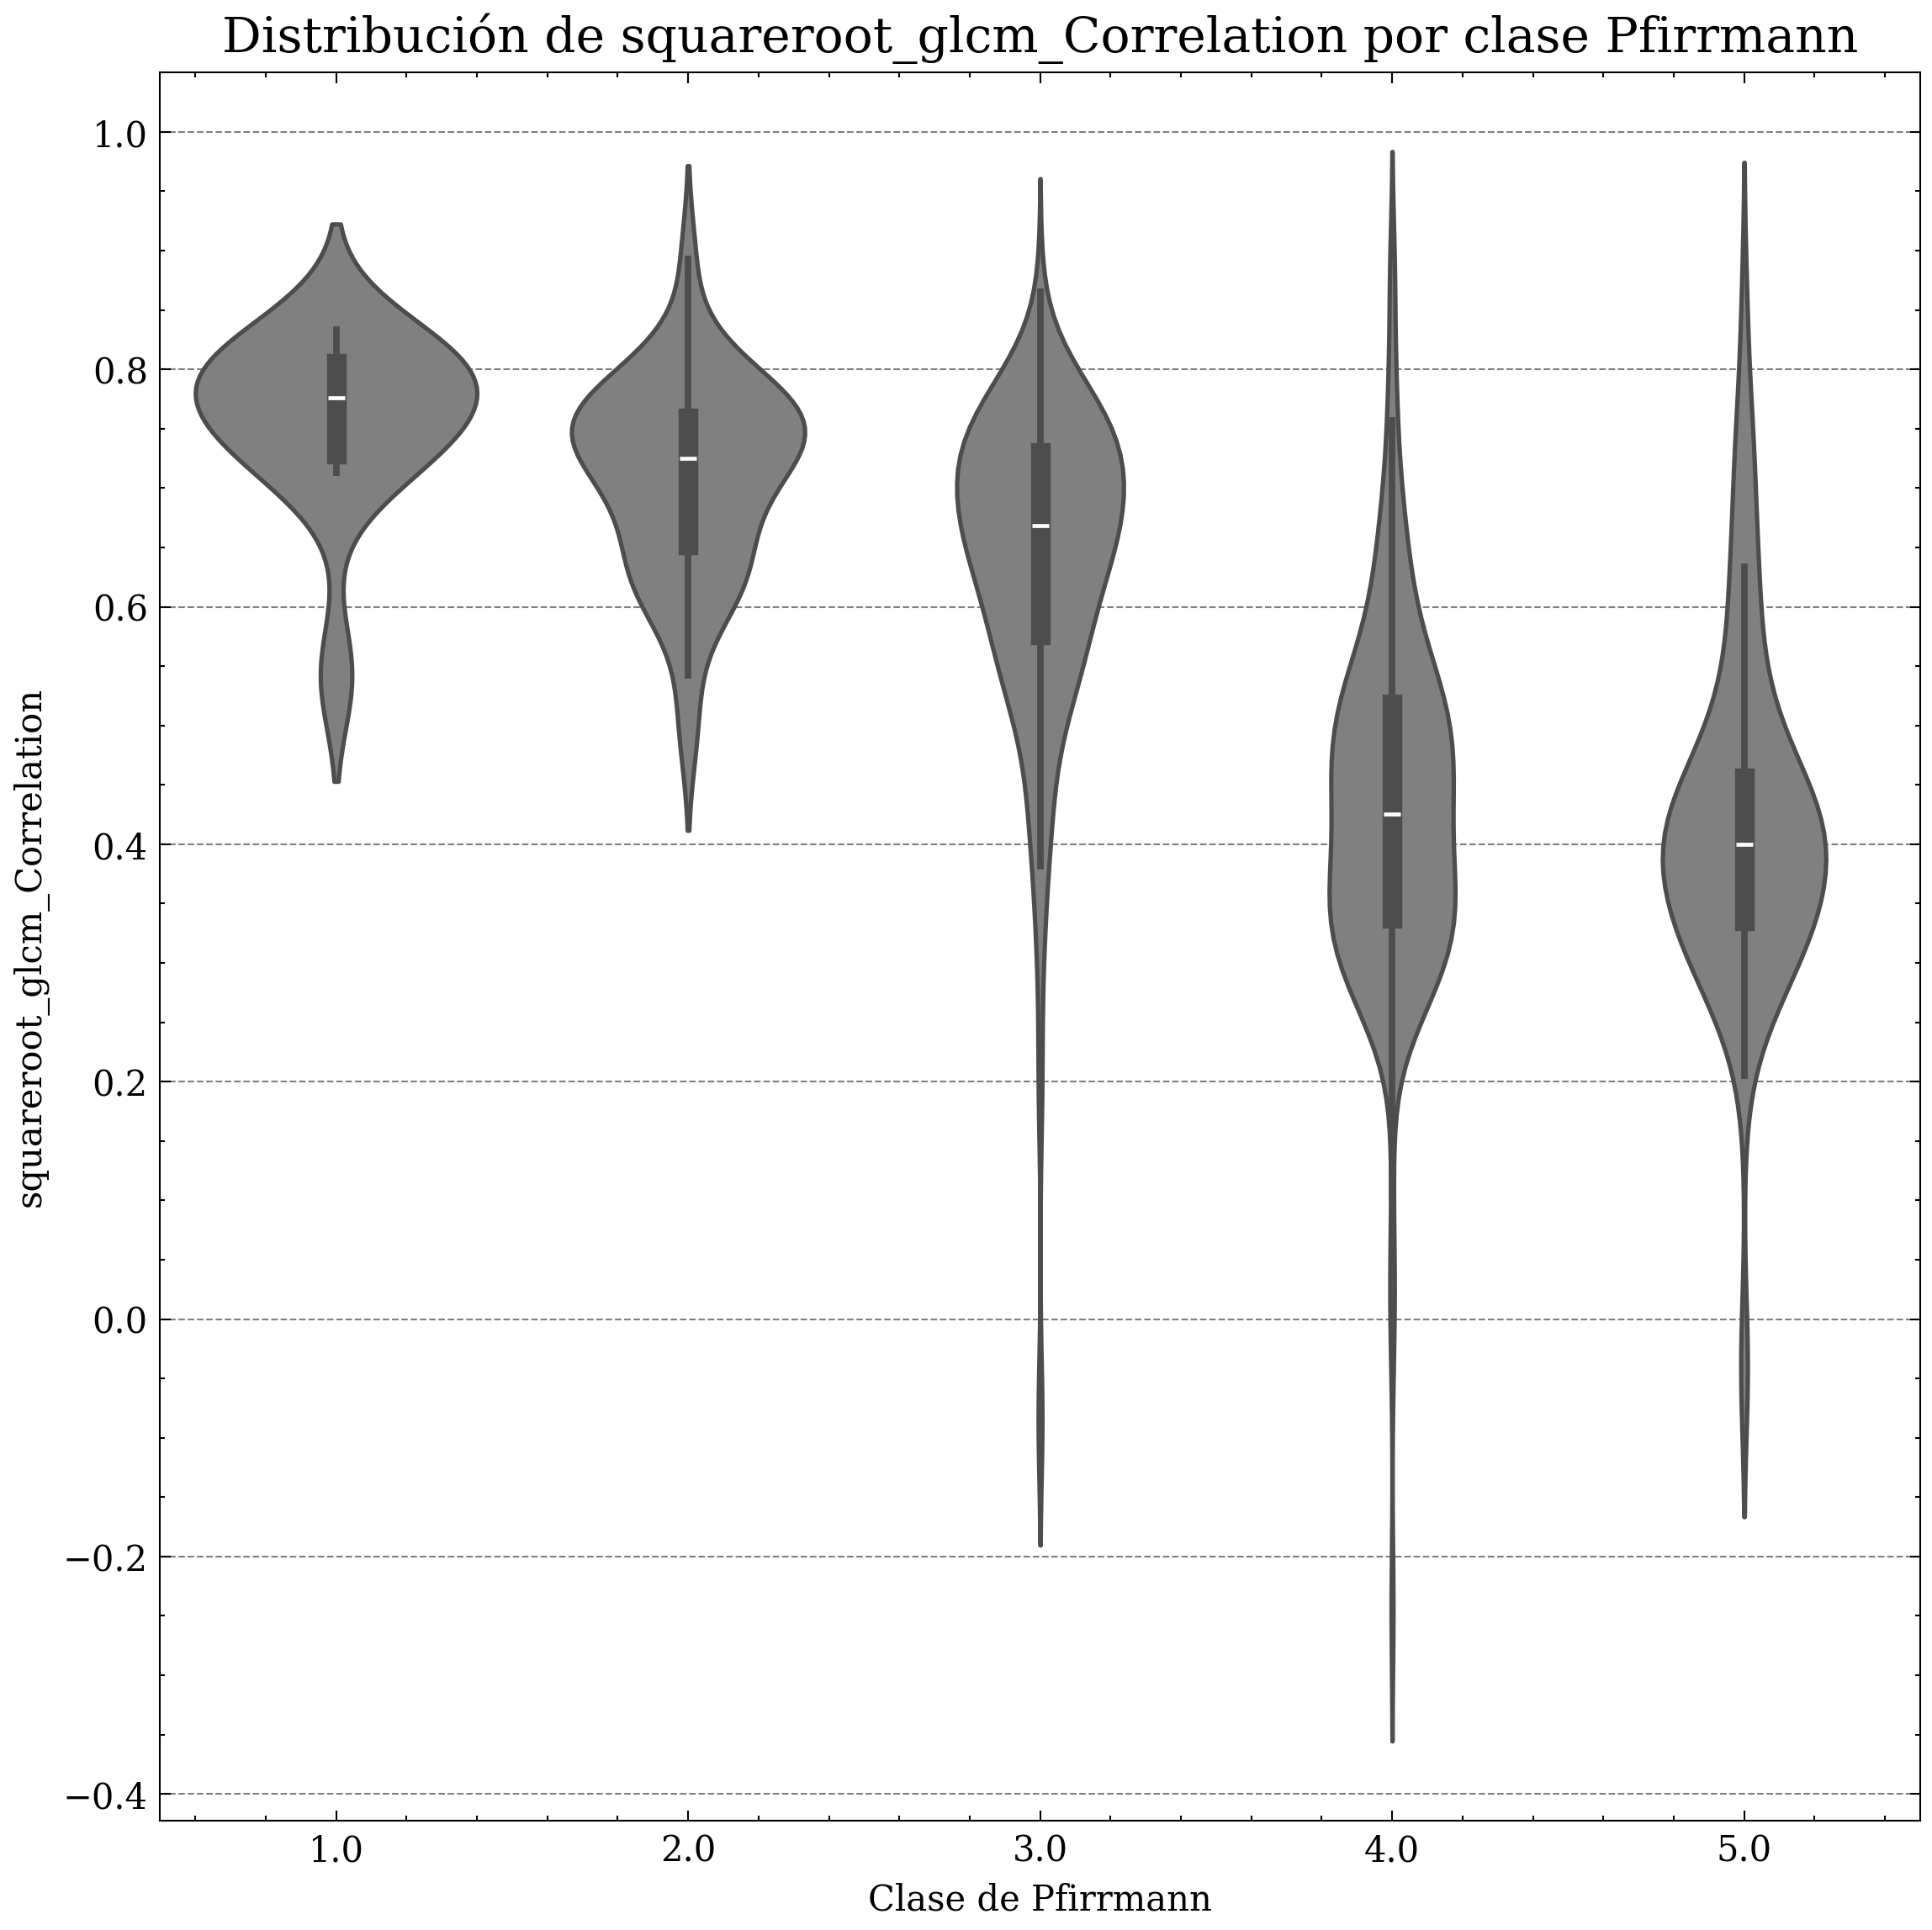 Distribución de squareroot_glcm_Correlation por clase Pfirrmann
squareroot_glcm_Correlation
1.0
0.8
0.6
0.4
0.2
0.0
−0.2
−0.4
1.0 2.0 3.0 4.0 5.0
Clase de Pfirrmann